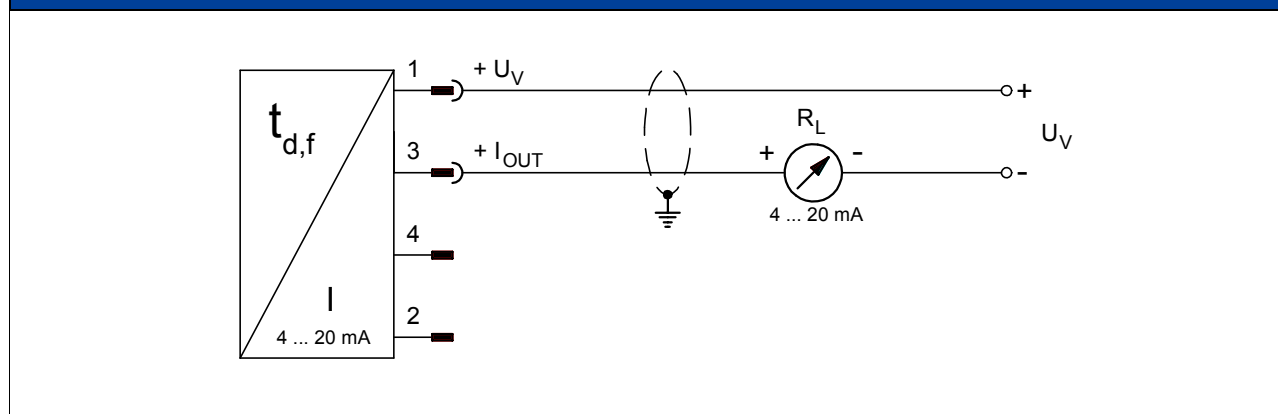 1 + U_V
+
t_d,f
R_L
U_V
3 + I_OUT
+ -
-
4 ... 20 mA
4
I
2
4 ... 20 mA